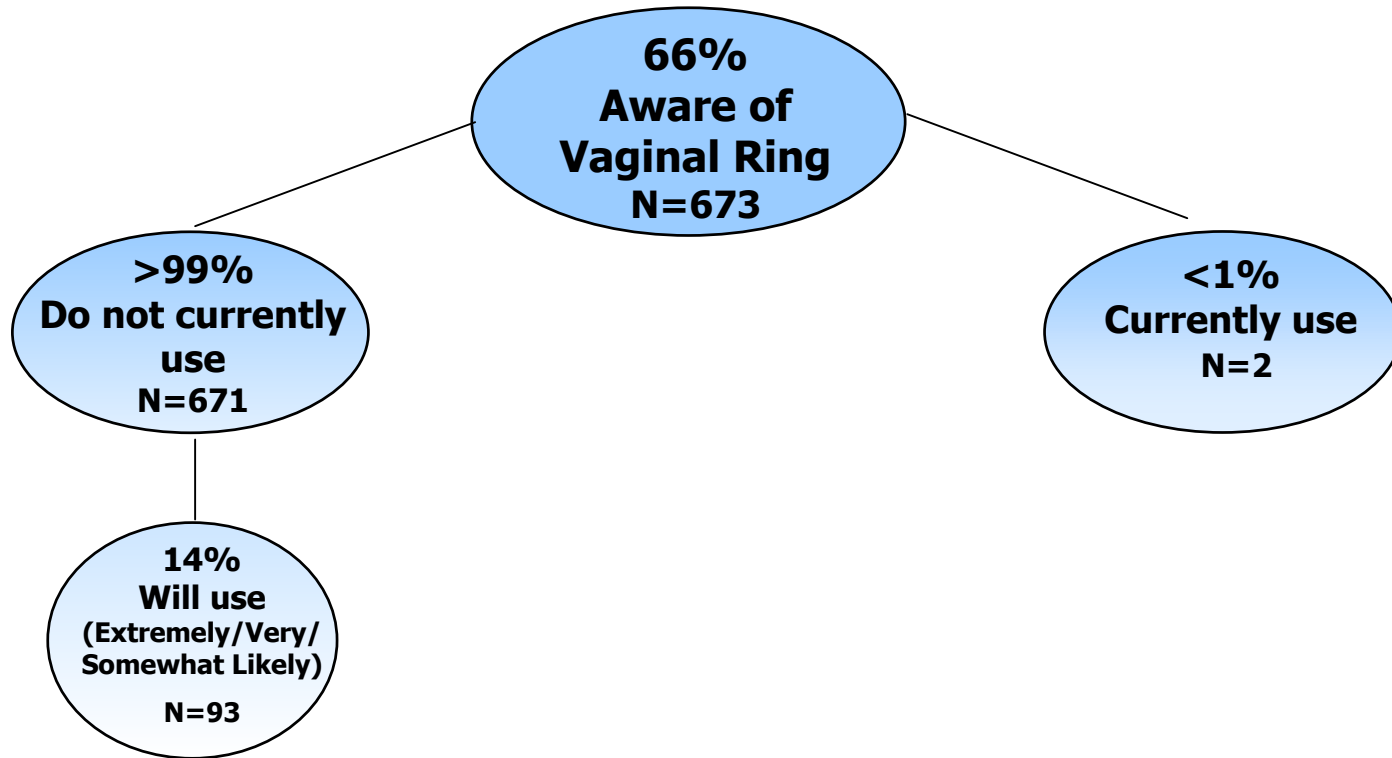 66%
Aware of
Vaginal Ring
N=673
>99%
Do not currently
use
N=671
<1%
Currently use
N=2
14%
Will use
(Extremely/Very/
Somewhat Likely)
N=93